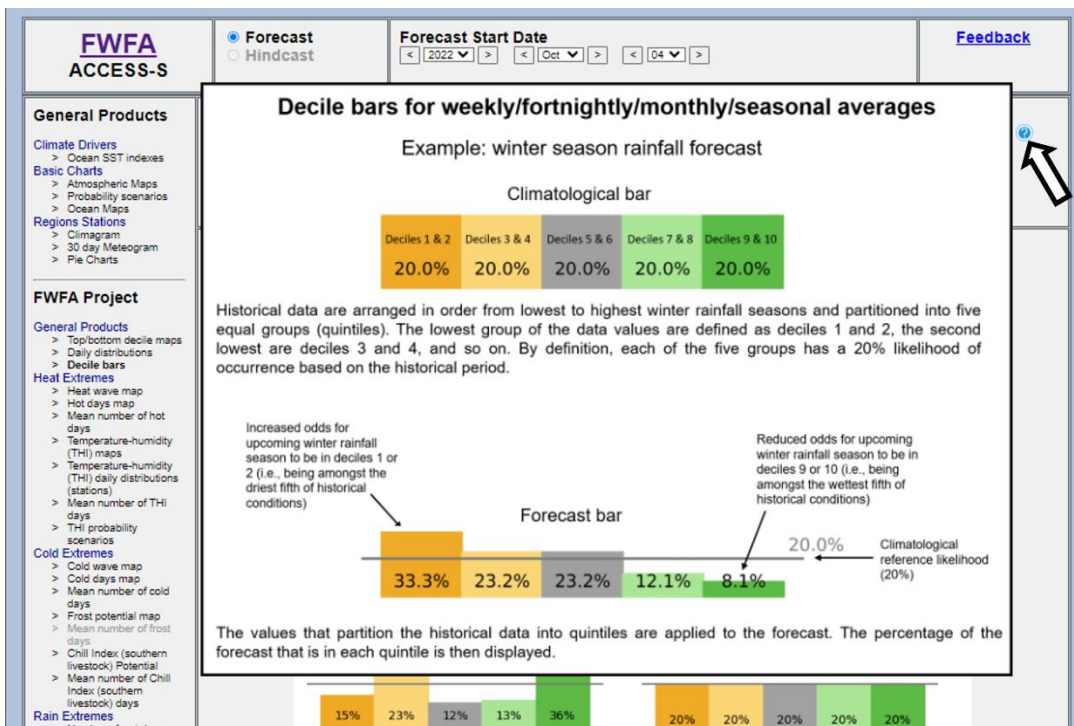 FWFA
ACCESS-S
Forecast
Hindcast
Forecast Start Date
< 2022 > < Oct > < 04 >
Feedback
General Products
Climate Drivers
> Ocean SST indexes
Basic Charts
> Atmospheric Maps
> Probability scenarios
> Ocean Maps
Regions Stations
> Climagram
> 30 day Meteogram
> Pie Charts
FWFA Project
General Products
> Top/bottom decile maps
> Daily distributions
> Decile bars
Heat Extremes
> Heat wave map
> Hot days map
> Mean number of hot
days
> Temperature-humidity
(THI) maps
> Temperature-humidity
(THI) daily distributions
(stations)
> Mean number of THI
days
> THI probability
scenarios
Cold Extremes
> Cold wave map
> Cold days map
> Mean number of cold
days
> Frost potential map
> Mean number of frost
days
> Chill Index (southern
livestock) Potential
> Mean number of Chill
Index (southern
livestock) days
Rain Extremes
Decile bars for weekly/fortnightly/monthly/seasonal averages
Example: winter season rainfall forecast
Climatological bar
Deciles 1 & 2 Deciles 3 & 4 Deciles 5 & 6 Deciles 7 & 8 Deciles 9 & 10
20.0% 20.0% 20.0% 20.0% 20.0%
Historical data are arranged in order from lowest to highest winter rainfall seasons and partitioned into five
equal groups (quintiles). The lowest group of the data values are defined as deciles 1 and 2, the second
lowest are deciles 3 and 4, and so on. By definition, each of the five groups has a 20% likelihood of
occurrence based on the historical period.
Increased odds for
upcoming winter rainfall
season to be in deciles 1 or
2 (i.e., being amongst the
driest fifth of historical
conditions)
Reduced odds for upcoming
winter rainfall season to be in
deciles 9 or 10 (i.e., being
amongst the wettest fifth of
historical conditions)
Forecast bar
20.0%
Climatological
reference likelihood
(20%)
33.3% 23.2% 23.2% 12.1% 8.1%
The values that partition the historical data into quintiles are applied to the forecast. The percentage of the
forecast that is in each quintile is then displayed.
15% 23% 12% 13% 36%
20% 20% 20% 20% 20%